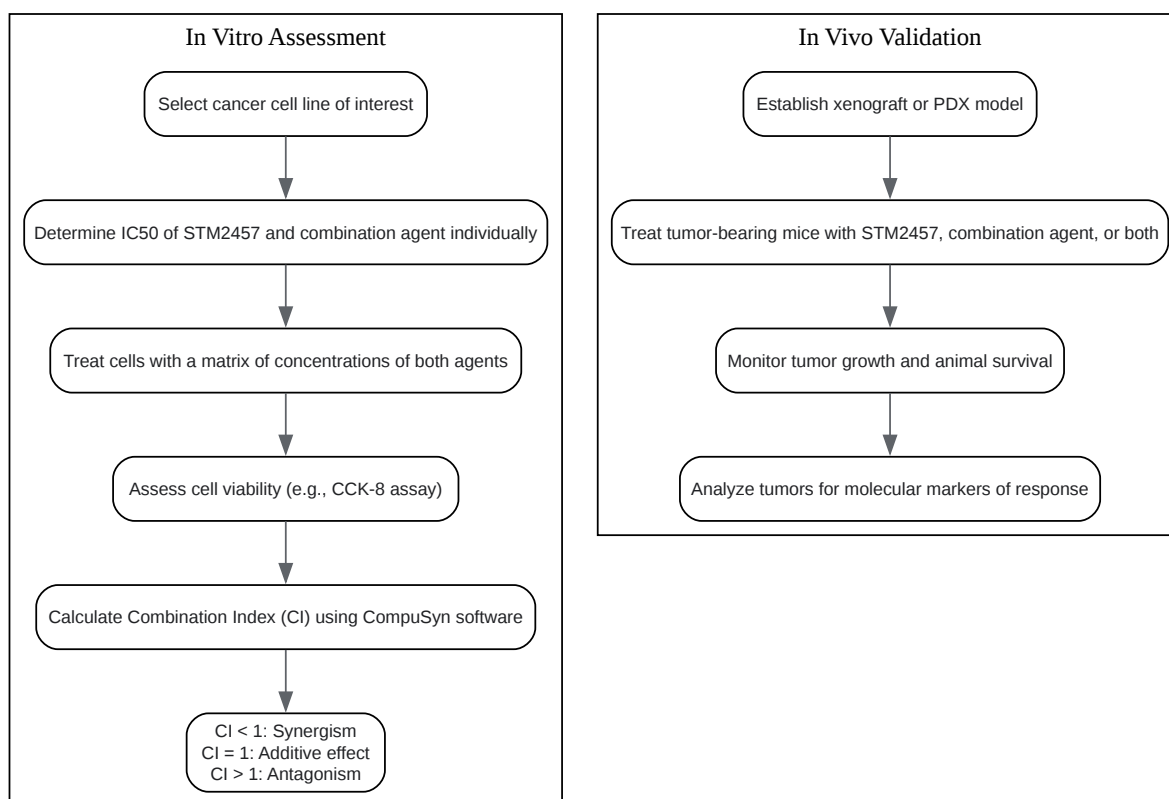 In Vitro Assessment
Select cancer cell line of interest
Determine IC50 of STM2457 and combination agent individually
Treat cells with a matrix of concentrations of both agents
Assess cell viability (e.g., CCK-8 assay)
Calculate Combination Index (CI) using CompuSyn software
CI < 1: Synergism
CI = 1: Additive effect
CI > 1: Antagonism
In Vivo Validation
Establish xenograft or PDX model
Treat tumor-bearing mice with STM2457, combination agent, or both
Monitor tumor growth and animal survival
Analyze tumors for molecular markers of response